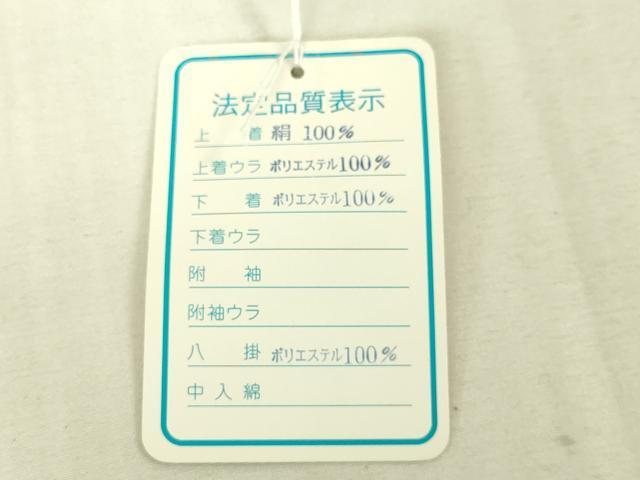 法定品質表示
上着 絹 100%
上着ウラ ポリエステル100%
下着 ポリエステル100%
下着ウラ
附袖
附袖ウラ
八掛 ポリエステル100%
中入綿